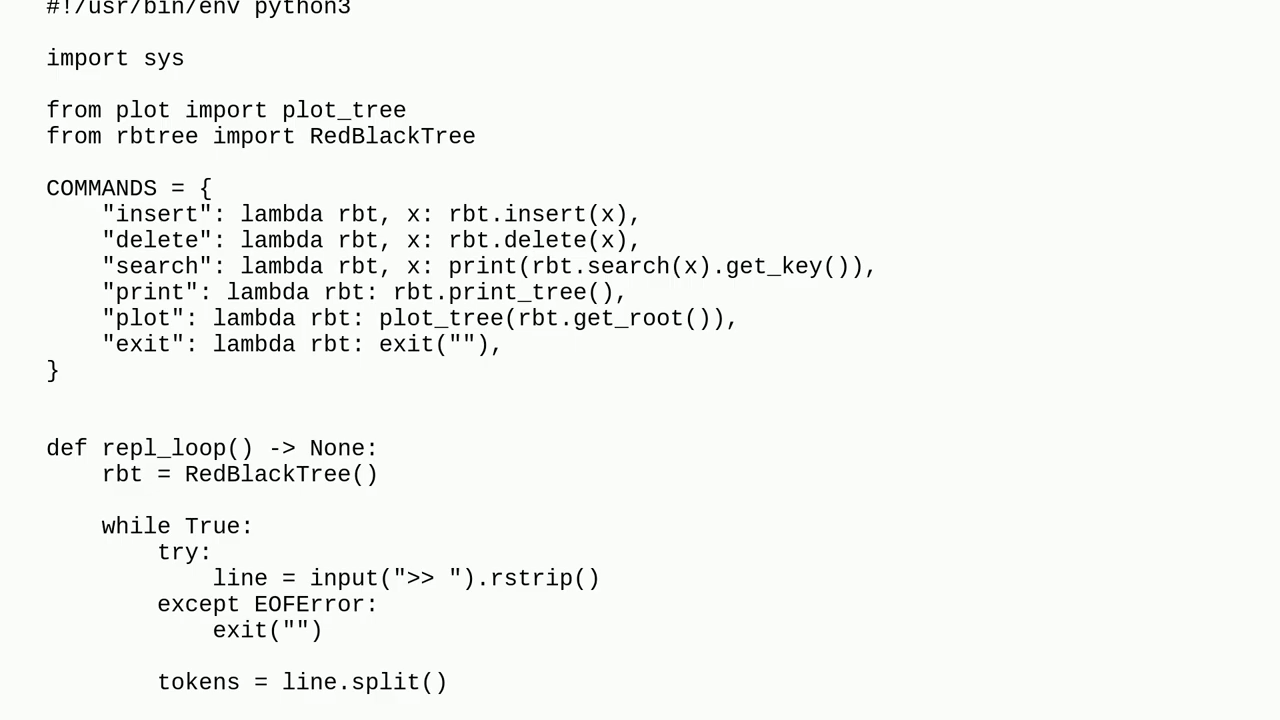 #!/usr/bin/env python3
import sys
from plot import plot_tree
from rbtree import RedBlackTree
COMMANDS = {
    "insert": lambda rbt, x: rbt.insert(x),
    "delete": lambda rbt, x: rbt.delete(x),
    "search": lambda rbt, x: print(rbt.search(x).get_key()),
    "print": lambda rbt: rbt.print_tree(),
    "plot": lambda rbt: plot_tree(rbt.get_root()),
    "exit": lambda rbt: exit(""),
}
def repl_loop() -> None:
    rbt = RedBlackTree()
    while True:
        try:
            line = input(">> ").rstrip()
        except EOFError:
            exit("")
        tokens = line.split()